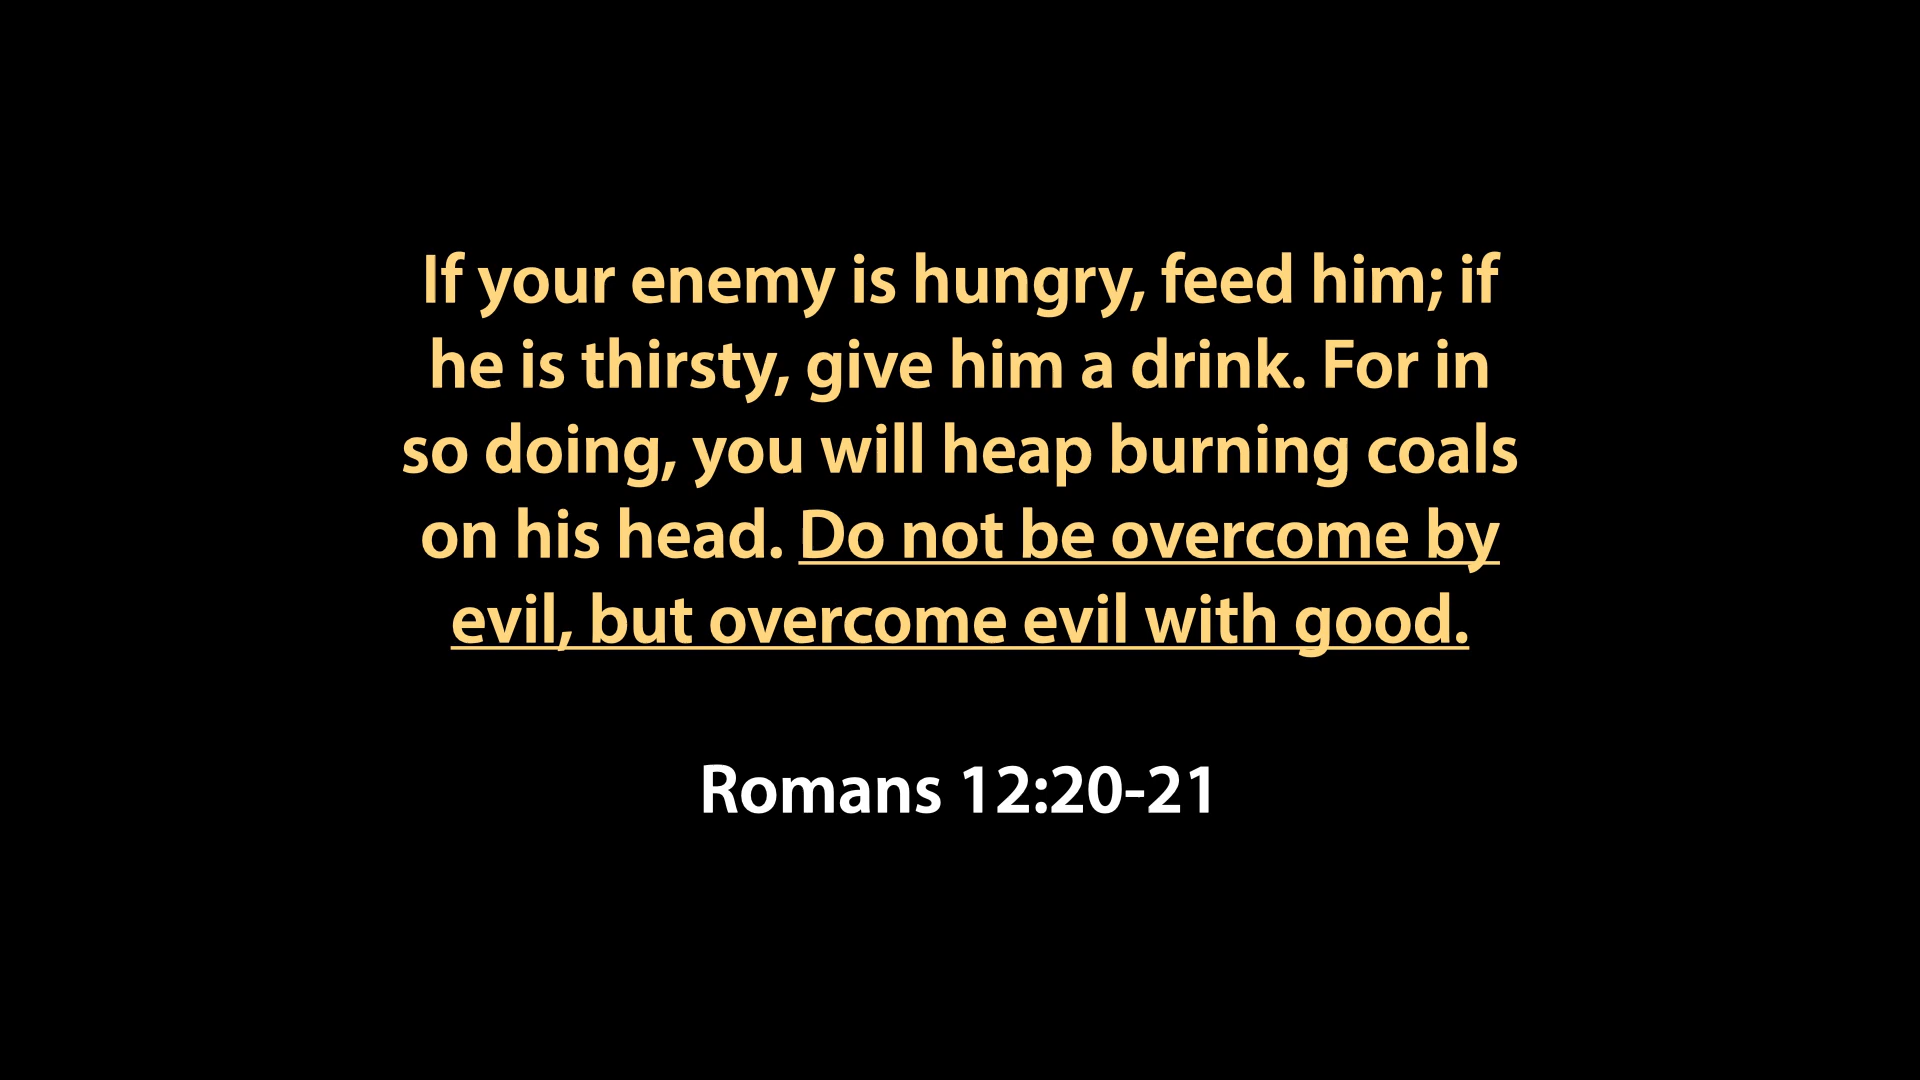 If your enemy is hungry, feed him; if
he is thirsty, give him a drink. For in
so doing, you will heap burning coals
on his head. Do not be overcome by
evil, but overcome evil with good.
Romans 12:20-21